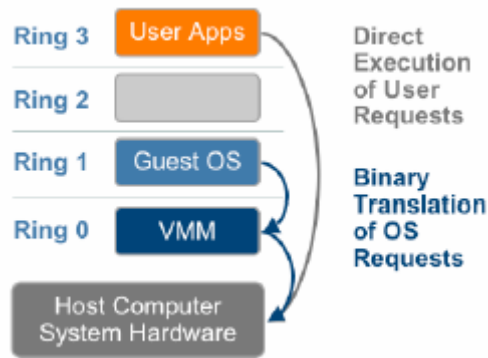 Ring 3
User Apps
Ring 2
Ring 1
Guest OS
Ring 0
VMM
Host Computer
System Hardware
Direct
Execution
of User
Requests
Binary
Translation
of OS
Requests